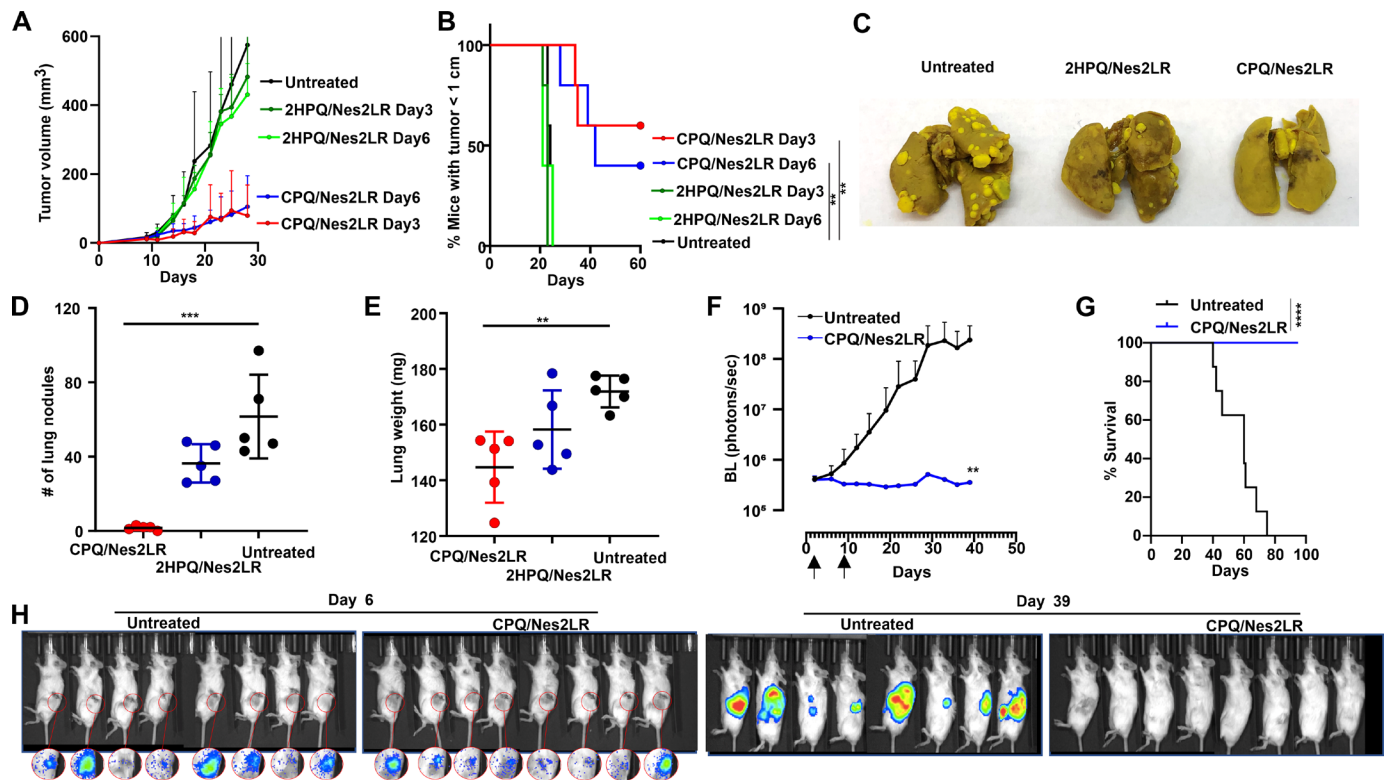 A
Tumor volume (mm³)
600
400
200
0
0
10
20
30
Days
Untreated
2HPQ/Nes2LR Day3
2HPQ/Nes2LR Day6
CPQ/Nes2LR Day6
CPQ/Nes2LR Day3
B
% Mice with tumor < 1 cm
100
50
0
0
20
40
60
Days
CPQ/Nes2LR Day3
CPQ/Nes2LR Day6
2HPQ/Nes2LR Day3
2HPQ/Nes2LR Day6
Untreated
**
**
C
Untreated
2HPQ/Nes2LR
CPQ/Nes2LR
D
# of lung nodules
120
80
40
0
***
CPQ/Nes2LR
2HPQ/Nes2LR
Untreated
E
Lung weight (mg)
200
180
160
140
120
**
CPQ/Nes2LR
2HPQ/Nes2LR
Untreated
F
BL (photons/sec)
10⁹
10⁸
10⁷
10⁶
10⁵
Untreated
CPQ/Nes2LR
**
0
10
20
30
40
50
Days
G
Untreated
CPQ/Nes2LR
****
% Survival
100
80
60
40
20
0
0
20
40
60
80
100
Days
H
Day 6
Untreated
CPQ/Nes2LR
Day 39
Untreated
CPQ/Nes2LR